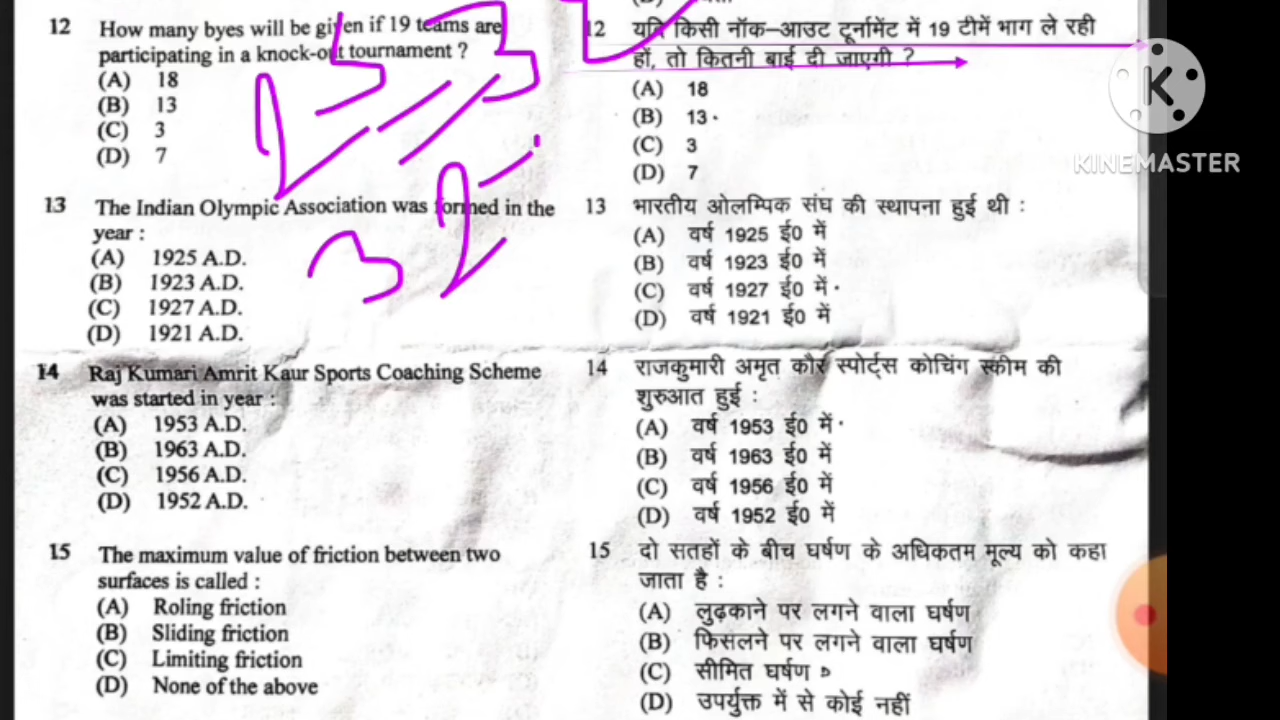 12 How many byes will be given if 19 teams are
participating in a knock-out tournament ?
(A) 18
(B) 13
(C) 3
(D) 7
13 The Indian Olympic Association was formed in the
year :
(A) 1925 A.D.
(B) 1923 A.D.
(C) 1927 A.D.
(D) 1921 A.D.
14 Raj Kumari Amrit Kaur Sports Coaching Scheme
was started in year :
(A) 1953 A.D.
(B) 1963 A.D.
(C) 1956 A.D.
(D) 1952 A.D.
15 The maximum value of friction between two
surfaces is called :
(A) Roling friction
(B) Sliding friction
(C) Limiting friction
(D) None of the above
12 यदि किसी नॉक–आउट टूर्नामेंट में 19 टीमें भाग ले रही
हों, तो कितनी बाई दी जाएगी ?
(A) 18
(B) 13
(C) 3
(D) 7
13 भारतीय ओलम्पिक संघ की स्थापना हुई थी :
(A) वर्ष 1925 ई0 में
(B) वर्ष 1923 ई0 में
(C) वर्ष 1927 ई0 में
(D) वर्ष 1921 ई0 में
14 राजकुमारी अमृत कौर स्पोर्ट्स कोचिंग स्कीम की
शुरुआत हुई :
(A) वर्ष 1953 ई0 में
(B) वर्ष 1963 ई0 में
(C) वर्ष 1956 ई0 में
(D) वर्ष 1952 ई0 में
15 दो सतहों के बीच घर्षण के अधिकतम मूल्य को कहा
जाता है :
(A) लुढ़काने पर लगने वाला घर्षण
(B) फिसलने पर लगने वाला घर्षण
(C) सीमित घर्षण
(D) उपर्युक्त में से कोई नहीं
K
KINEMASTER